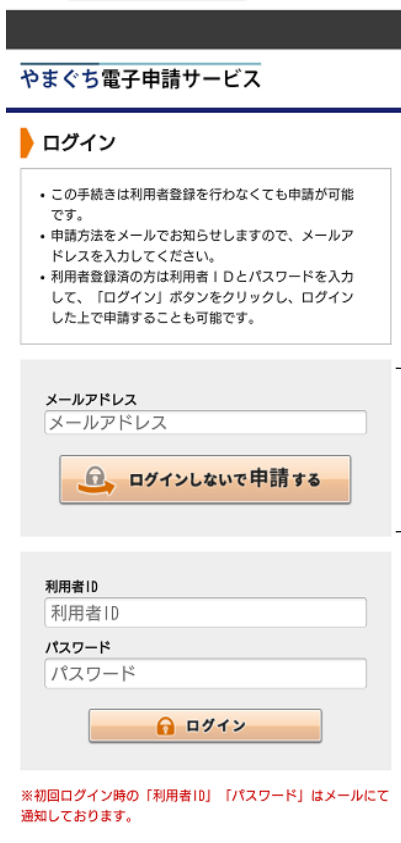 やまぐち電子申請サービス
ログイン
・この手続きは利用者登録を行わなくても申請が可能
です。
・申請方法をメールでお知らせしますので、メールア
ドレスを入力してください。
・利用者登録済の方は利用者ＩＤとパスワードを入力
して、「ログイン」ボタンをクリックし、ログイン
した上で申請することも可能です。
メールアドレス
メールアドレス
ログインしないで申請する
利用者ID
利用者ID
パスワード
パスワード
ログイン
※初回ログイン時の「利用者ID」「パスワード」はメールにて
通知しております。